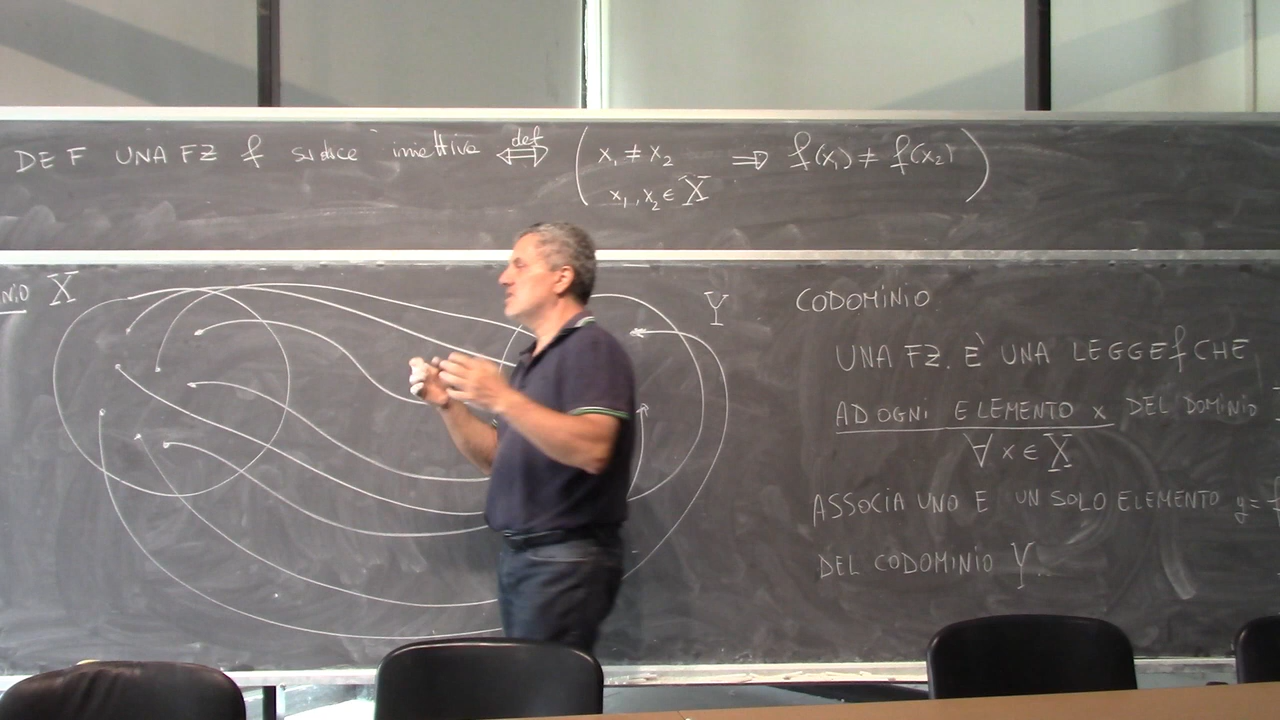 DEF UNA FZ f si dice iniettiva ⟺def ( x₁ ≠ x₂ ⟹ f(x₁) ≠ f(x₂) )
x₁, x₂ ∈ X
NIO X
Y CODOMINIO
UNA FZ. È UNA LEGGE f CHE
AD OGNI ELEMENTO x DEL DOMINIO
∀ x ∈ X
ASSOCIA UNO E UN SOLO ELEMENTO y =
DEL CODOMINIO Y